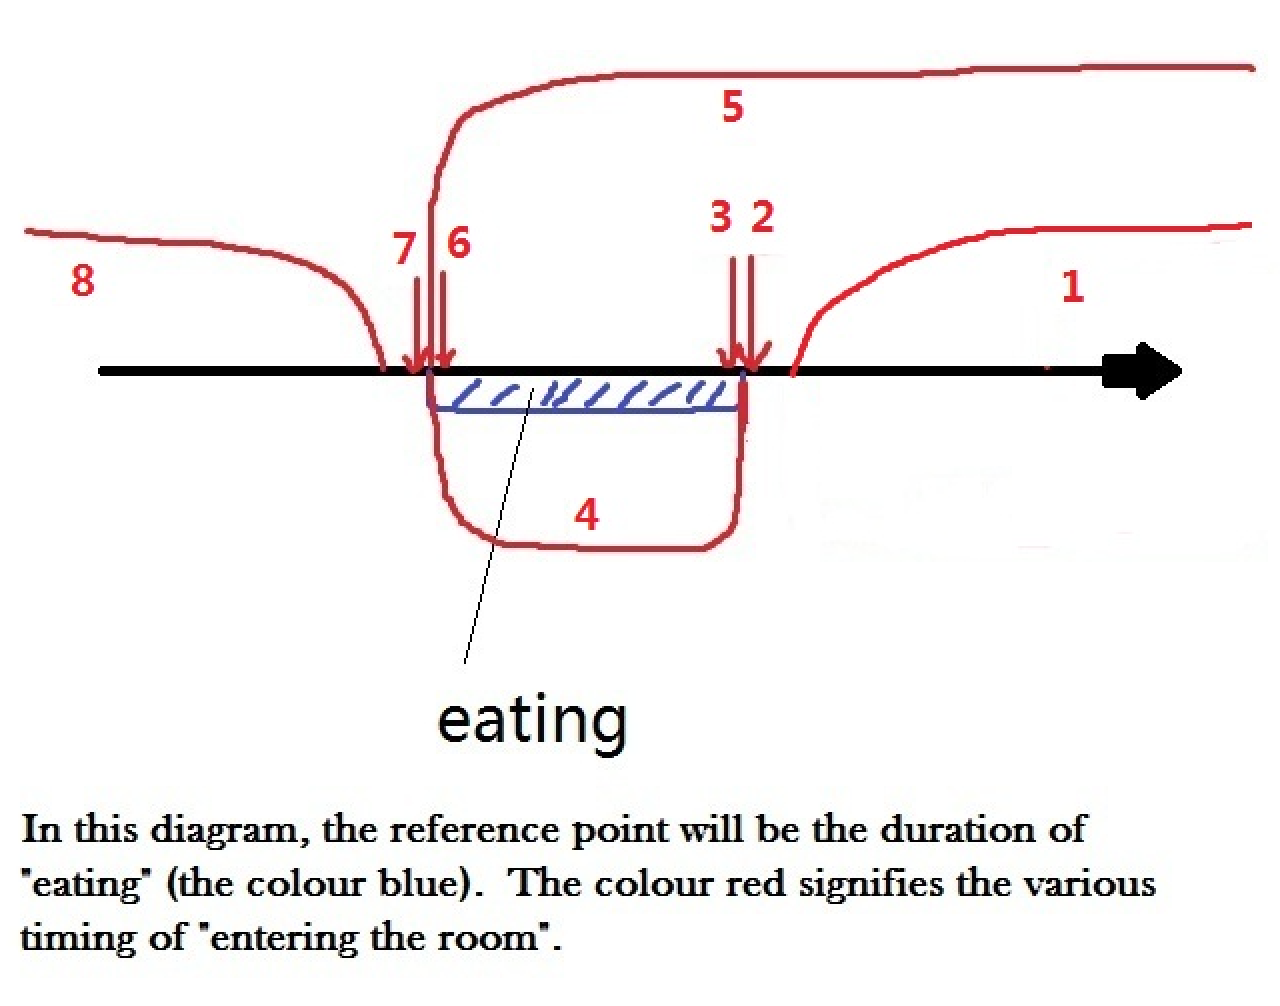 5
3 2
7 6
8
1
4
eating
In this diagram, the reference point will be the duration of
"eating" (the colour blue).  The colour red signifies the various
timing of "entering the room".